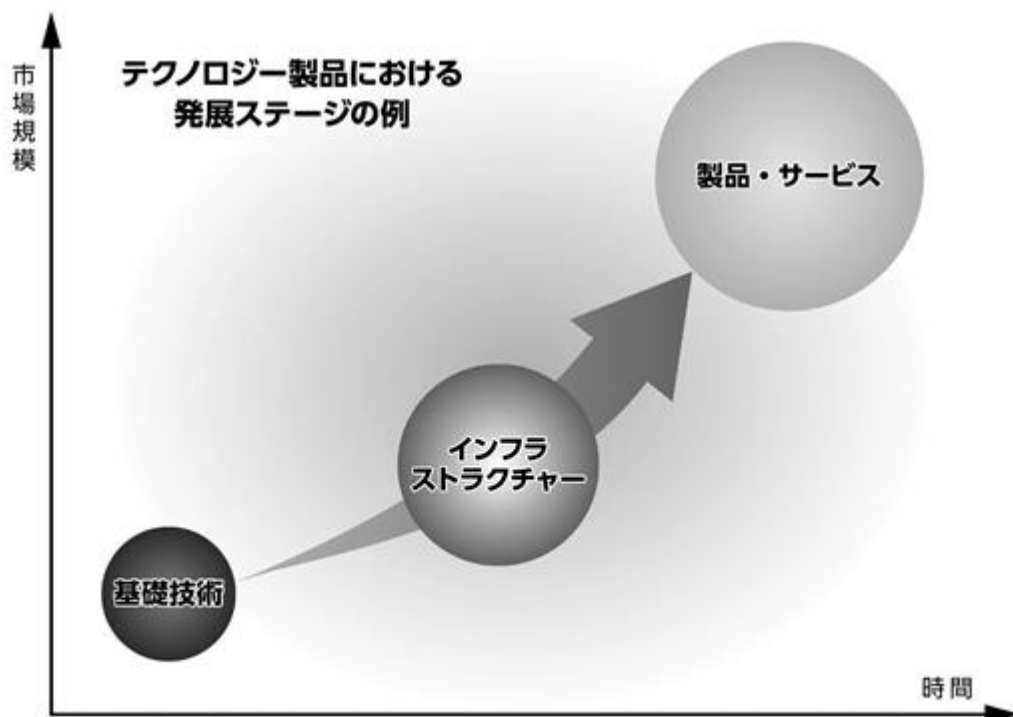 テクノロジー製品における
発展ステージの例
市場規模
製品・サービス
インフラ
ストラクチャー
基礎技術
時間